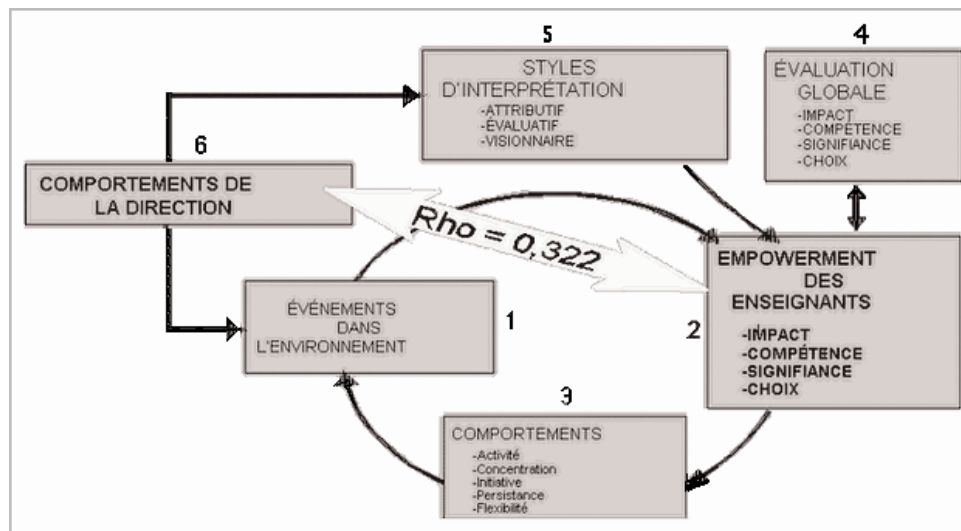 5
STYLES
D'INTERPRÉTATION
-ATTRIBUTIF
-ÉVALUATIF
-VISIONNAIRE
4
ÉVALUATION
GLOBALE
-IMPACT
-COMPÉTENCE
-SIGNIFIANCE
-CHOIX
6
COMPORTEMENTS DE
LA DIRECTION
Rho = 0,322
EMPOWERMENT
DES
ENSEIGNANTS
-IMPACT
-COMPÉTENCE
-SIGNIFIANCE
-CHOIX
2
1
ÉVÉNEMENTS
DANS
L'ENVIRONNEMENT
3
COMPORTEMENTS
-Activité
-Concentration
-Initiative
-Persistance
-Flexibilité